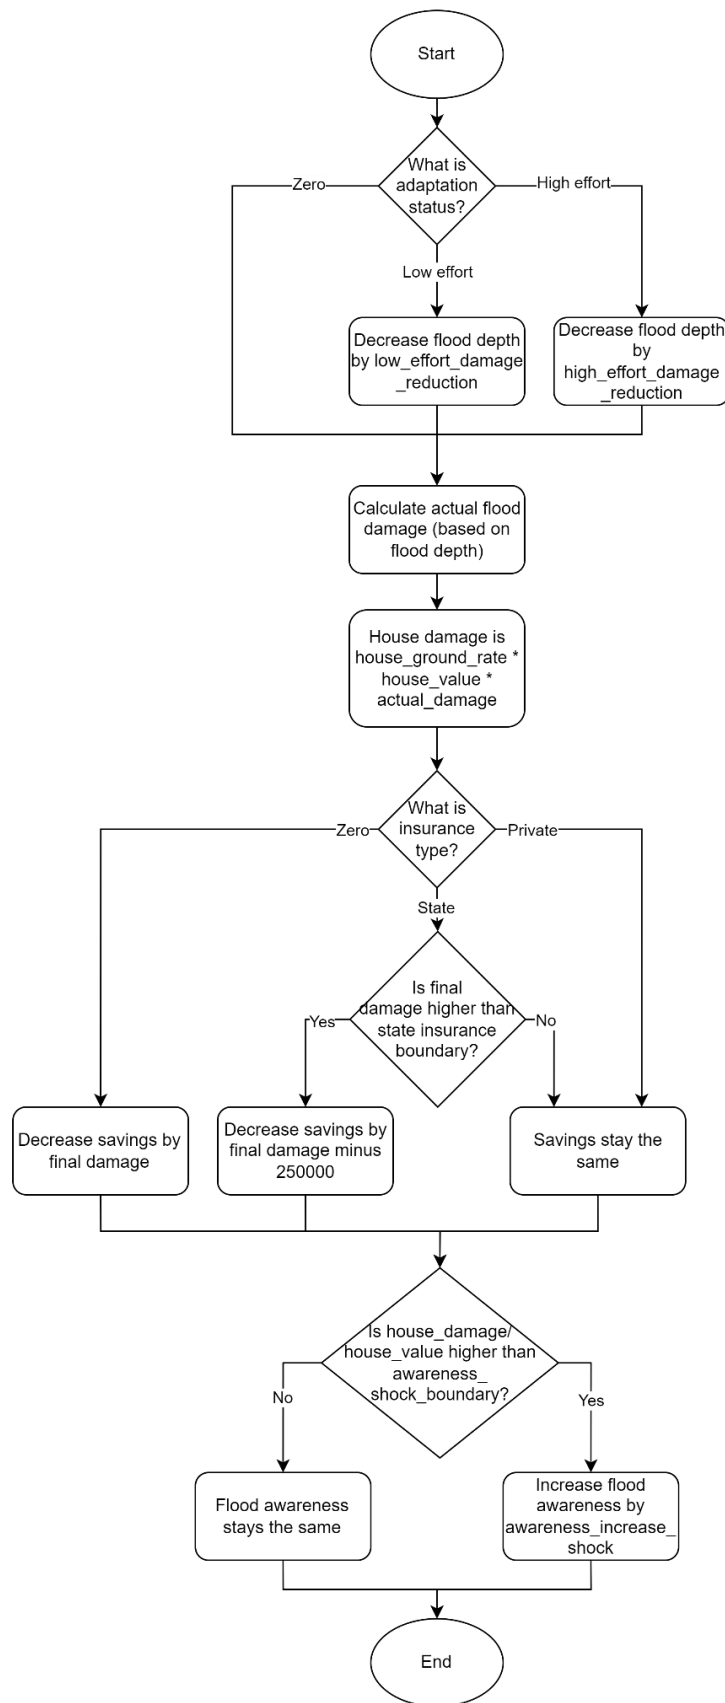 Start
What is
adaptation
status?
Zero
High effort
Low effort
Decrease flood depth
by low_effort_damage
_reduction
Decrease flood depth
by
high_effort_damage
_reduction
Calculate actual flood
damage (based on
flood depth)
House damage is
house_ground_rate *
house_value *
actual_damage
What is
insurance
type?
Zero
Private
State
Is final
damage higher than
state insurance
boundary?
Yes
No
Decrease savings by
final damage
Decrease savings by
final damage minus
250000
Savings stay the
same
Is house_damage/
house_value higher than
awareness_
shock_boundary?
No
Yes
Flood awareness
stays the same
Increase flood
awareness by
awareness_increase_
shock
End